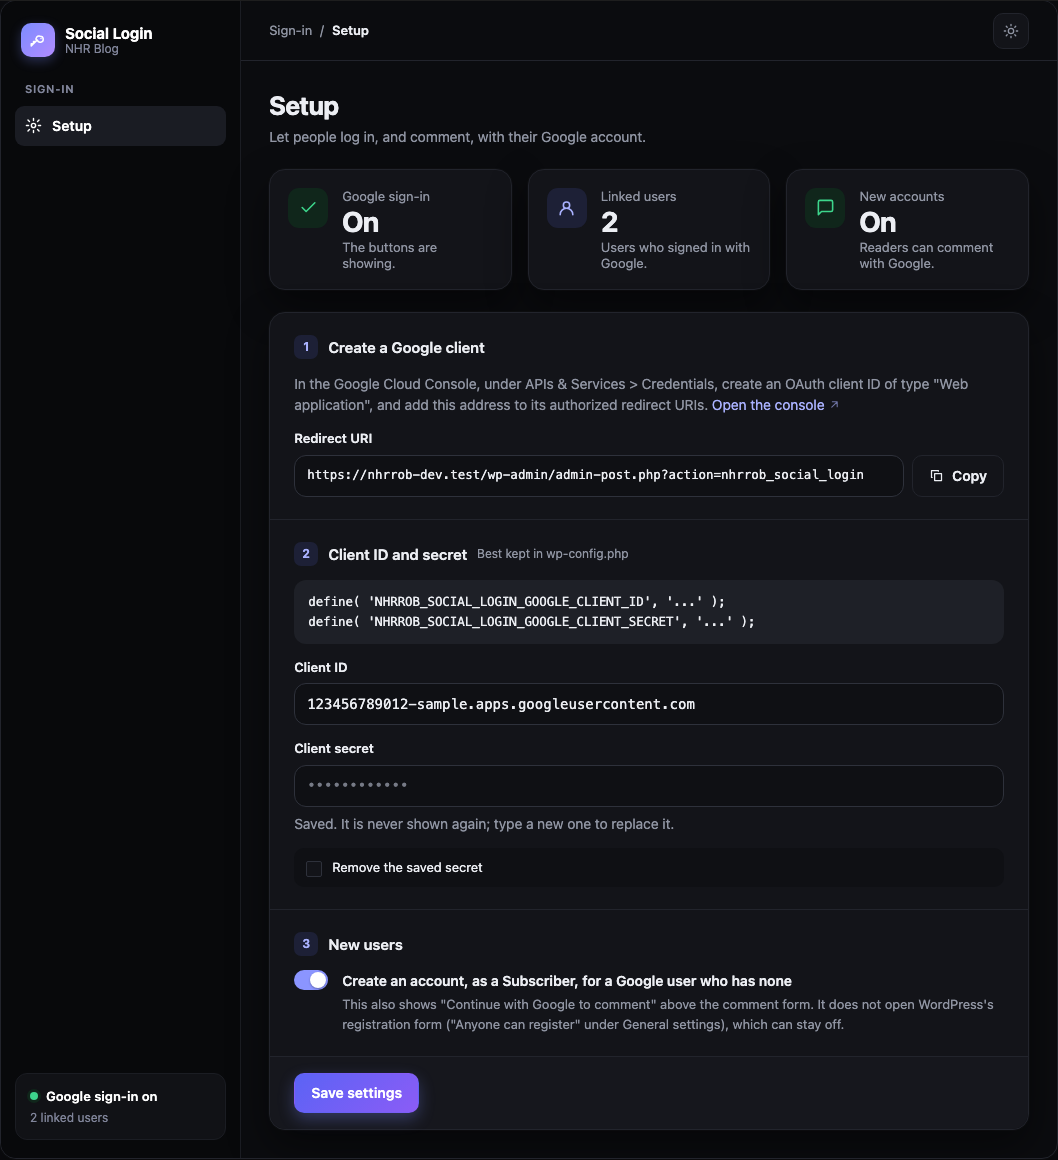 Social Login
NHR Blog
SIGN-IN
Setup
Google sign-in on
2 linked users
Sign-in / Setup
Setup
Let people log in, and comment, with their Google account.
Google sign-in
On
The buttons are
showing.
Linked users
2
Users who signed in with
Google.
New accounts
On
Readers can comment
with Google.
1 Create a Google client
In the Google Cloud Console, under APIs & Services > Credentials, create an OAuth client ID of type "Web
application", and add this address to its authorized redirect URIs. Open the console ↗
Redirect URI
https://nhrrob-dev.test/wp-admin/admin-post.php?action=nhrrob_social_login
Copy
2 Client ID and secret Best kept in wp-config.php
define( 'NHRROB_SOCIAL_LOGIN_GOOGLE_CLIENT_ID', '...' );
define( 'NHRROB_SOCIAL_LOGIN_GOOGLE_CLIENT_SECRET', '...' );
Client ID
123456789012-sample.apps.googleusercontent.com
Client secret
••••••••••••
Saved. It is never shown again; type a new one to replace it.
Remove the saved secret
3 New users
Create an account, as a Subscriber, for a Google user who has none
This also shows "Continue with Google to comment" above the comment form. It does not open WordPress's
registration form ("Anyone can register" under General settings), which can stay off.
Save settings